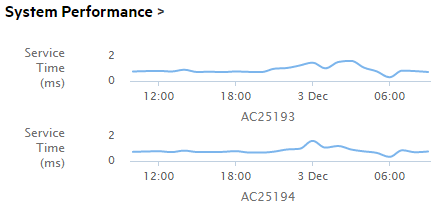 System Performance >
Service
Time
(ms)
2
0
12:00 18:00 3 Dec 06:00
AC25193
Service
Time
(ms)
2
0
12:00 18:00 3 Dec 06:00
AC25194